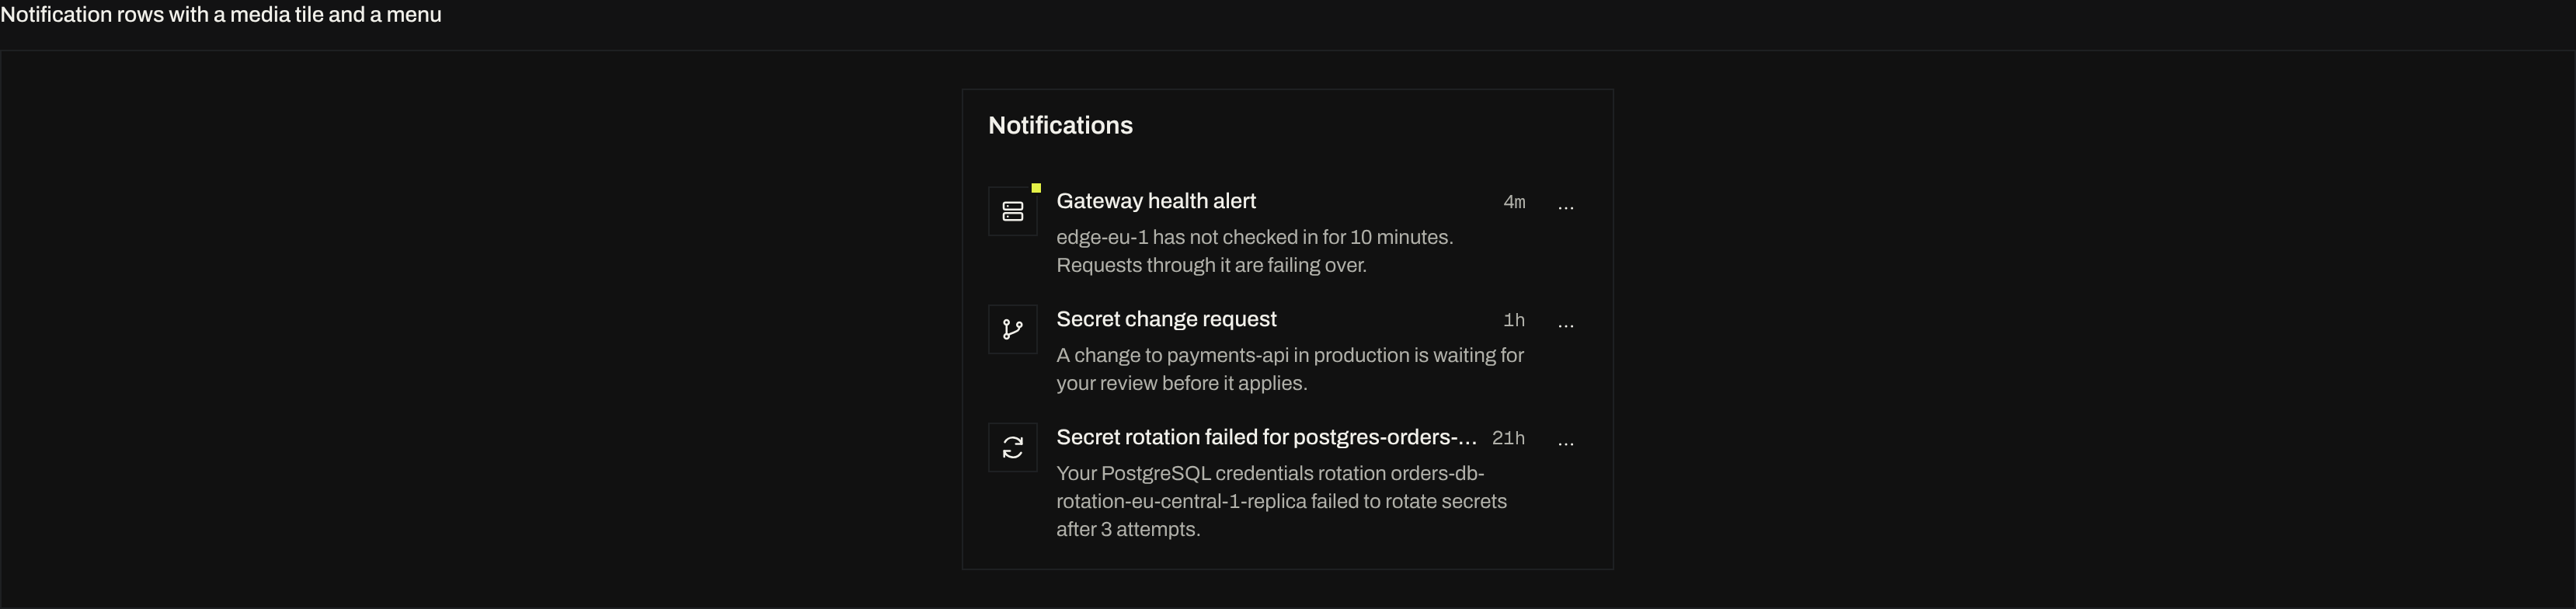 Notification rows with a media tile and a menu
Notifications
Gateway health alert 4m ...
edge-eu-1 has not checked in for 10 minutes.
Requests through it are failing over.
Secret change request 1h ...
A change to payments-api in production is waiting for
your review before it applies.
Secret rotation failed for postgres-orders-... 21h ...
Your PostgreSQL credentials rotation orders-db-
rotation-eu-central-1-replica failed to rotate secrets
after 3 attempts.